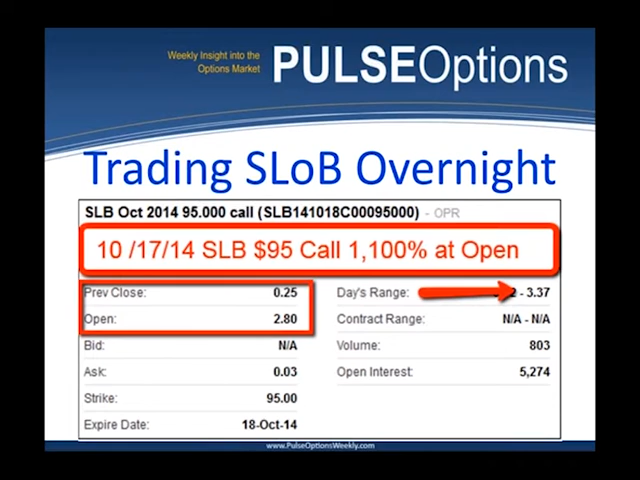 Weekly Insight into the
Options Market
PULSEOptions
Trading SLoB Overnight
SLB Oct 2014 95.000 call (SLB141018C00095000) - OPR
10 /17/14 SLB $95 Call 1,100% at Open
Prev Close: 0.25 Day's Range: 2 - 3.37
Open: 2.80 Contract Range: N/A - N/A
Bid: N/A Volume: 803
Ask: 0.03 Open Interest: 5,274
Strike: 95.00
Expire Date: 18-Oct-14
www.PulseOptionsWeekly.com